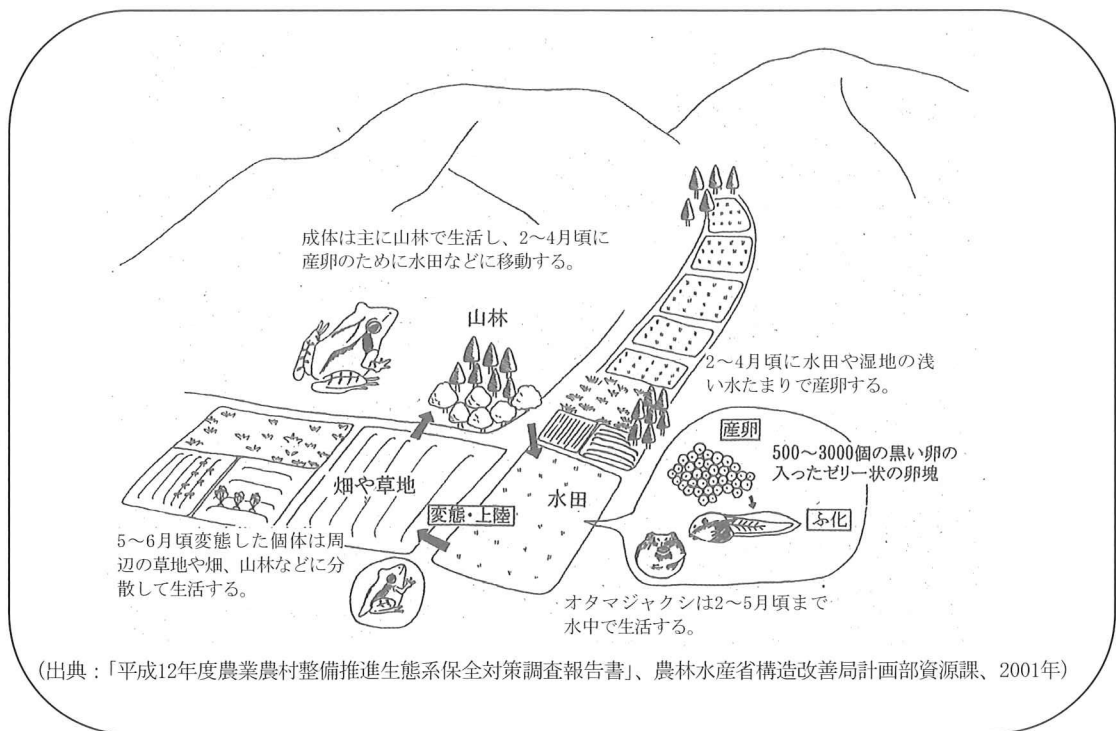 成体は主に山林で生活し、2～4月頃に
産卵のために水田などに移動する。
山林
2～4月頃に水田や湿地の浅
い水たまりで産卵する。
産卵
500～3000個の黒い卵の
入ったゼリー状の卵塊
ふ化
畑や草地
水田
変態・上陸
5～6月頃変態した個体は周
辺の草地や畑、山林などに分
散して生活する。
オタマジャクシは2～5月頃まで
水中で生活する。
(出典：「平成12年度農業農村整備推進生態系保全対策調査報告書」、農林水産省構造改善局計画部資源課、2001年)